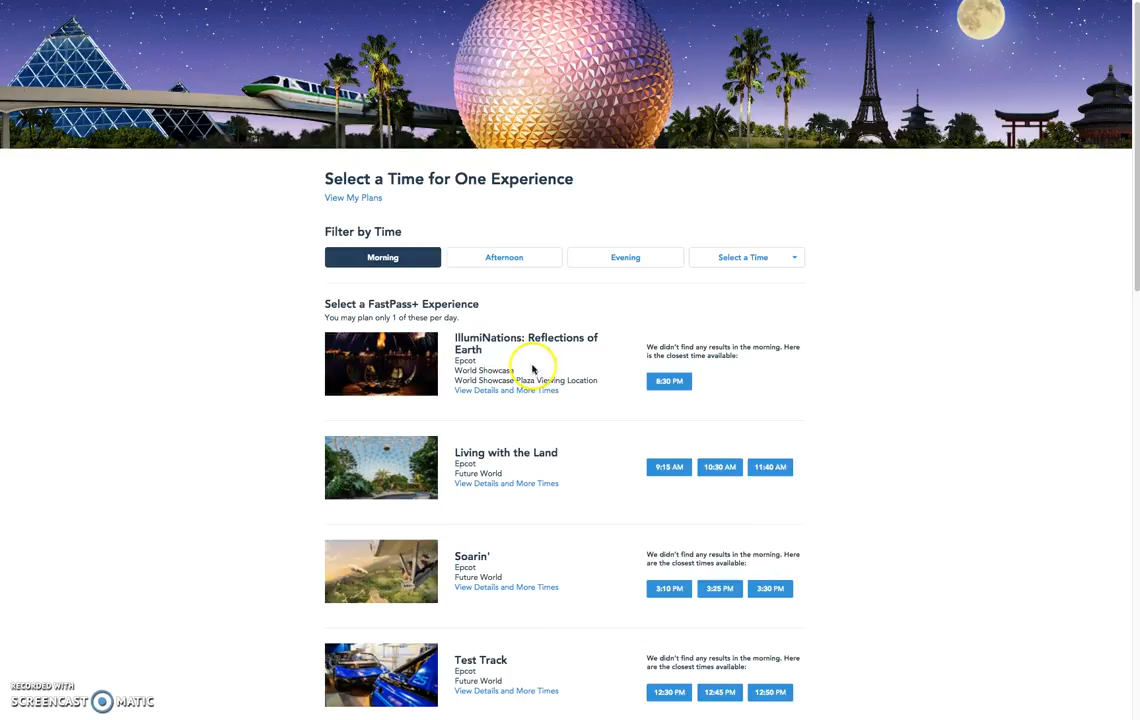 Select a Time for One Experience
View My Plans
Filter by Time
Morning
Afternoon
Evening
Select a Time
Select a FastPass+ Experience
You may plan only 1 of these per day.
IllumiNations: Reflections of
Earth
Epcot
World Showcase
World Showcase Plaza Viewing Location
View Details and More Times
We didn't find any results in the morning. Here
is the closest time available:
8:30 PM
Living with the Land
Epcot
Future World
View Details and More Times
9:15 AM
10:30 AM
11:40 AM
Soarin'
Epcot
Future World
View Details and More Times
We didn't find any results in the morning. Here
are the closest times available:
3:10 PM
3:25 PM
3:30 PM
Test Track
Epcot
Future World
View Details and More Times
We didn't find any results in the morning. Here
are the closest times available:
12:30 PM
12:45 PM
12:50 PM
RECORDED WITH
SCREENCAST MATIC